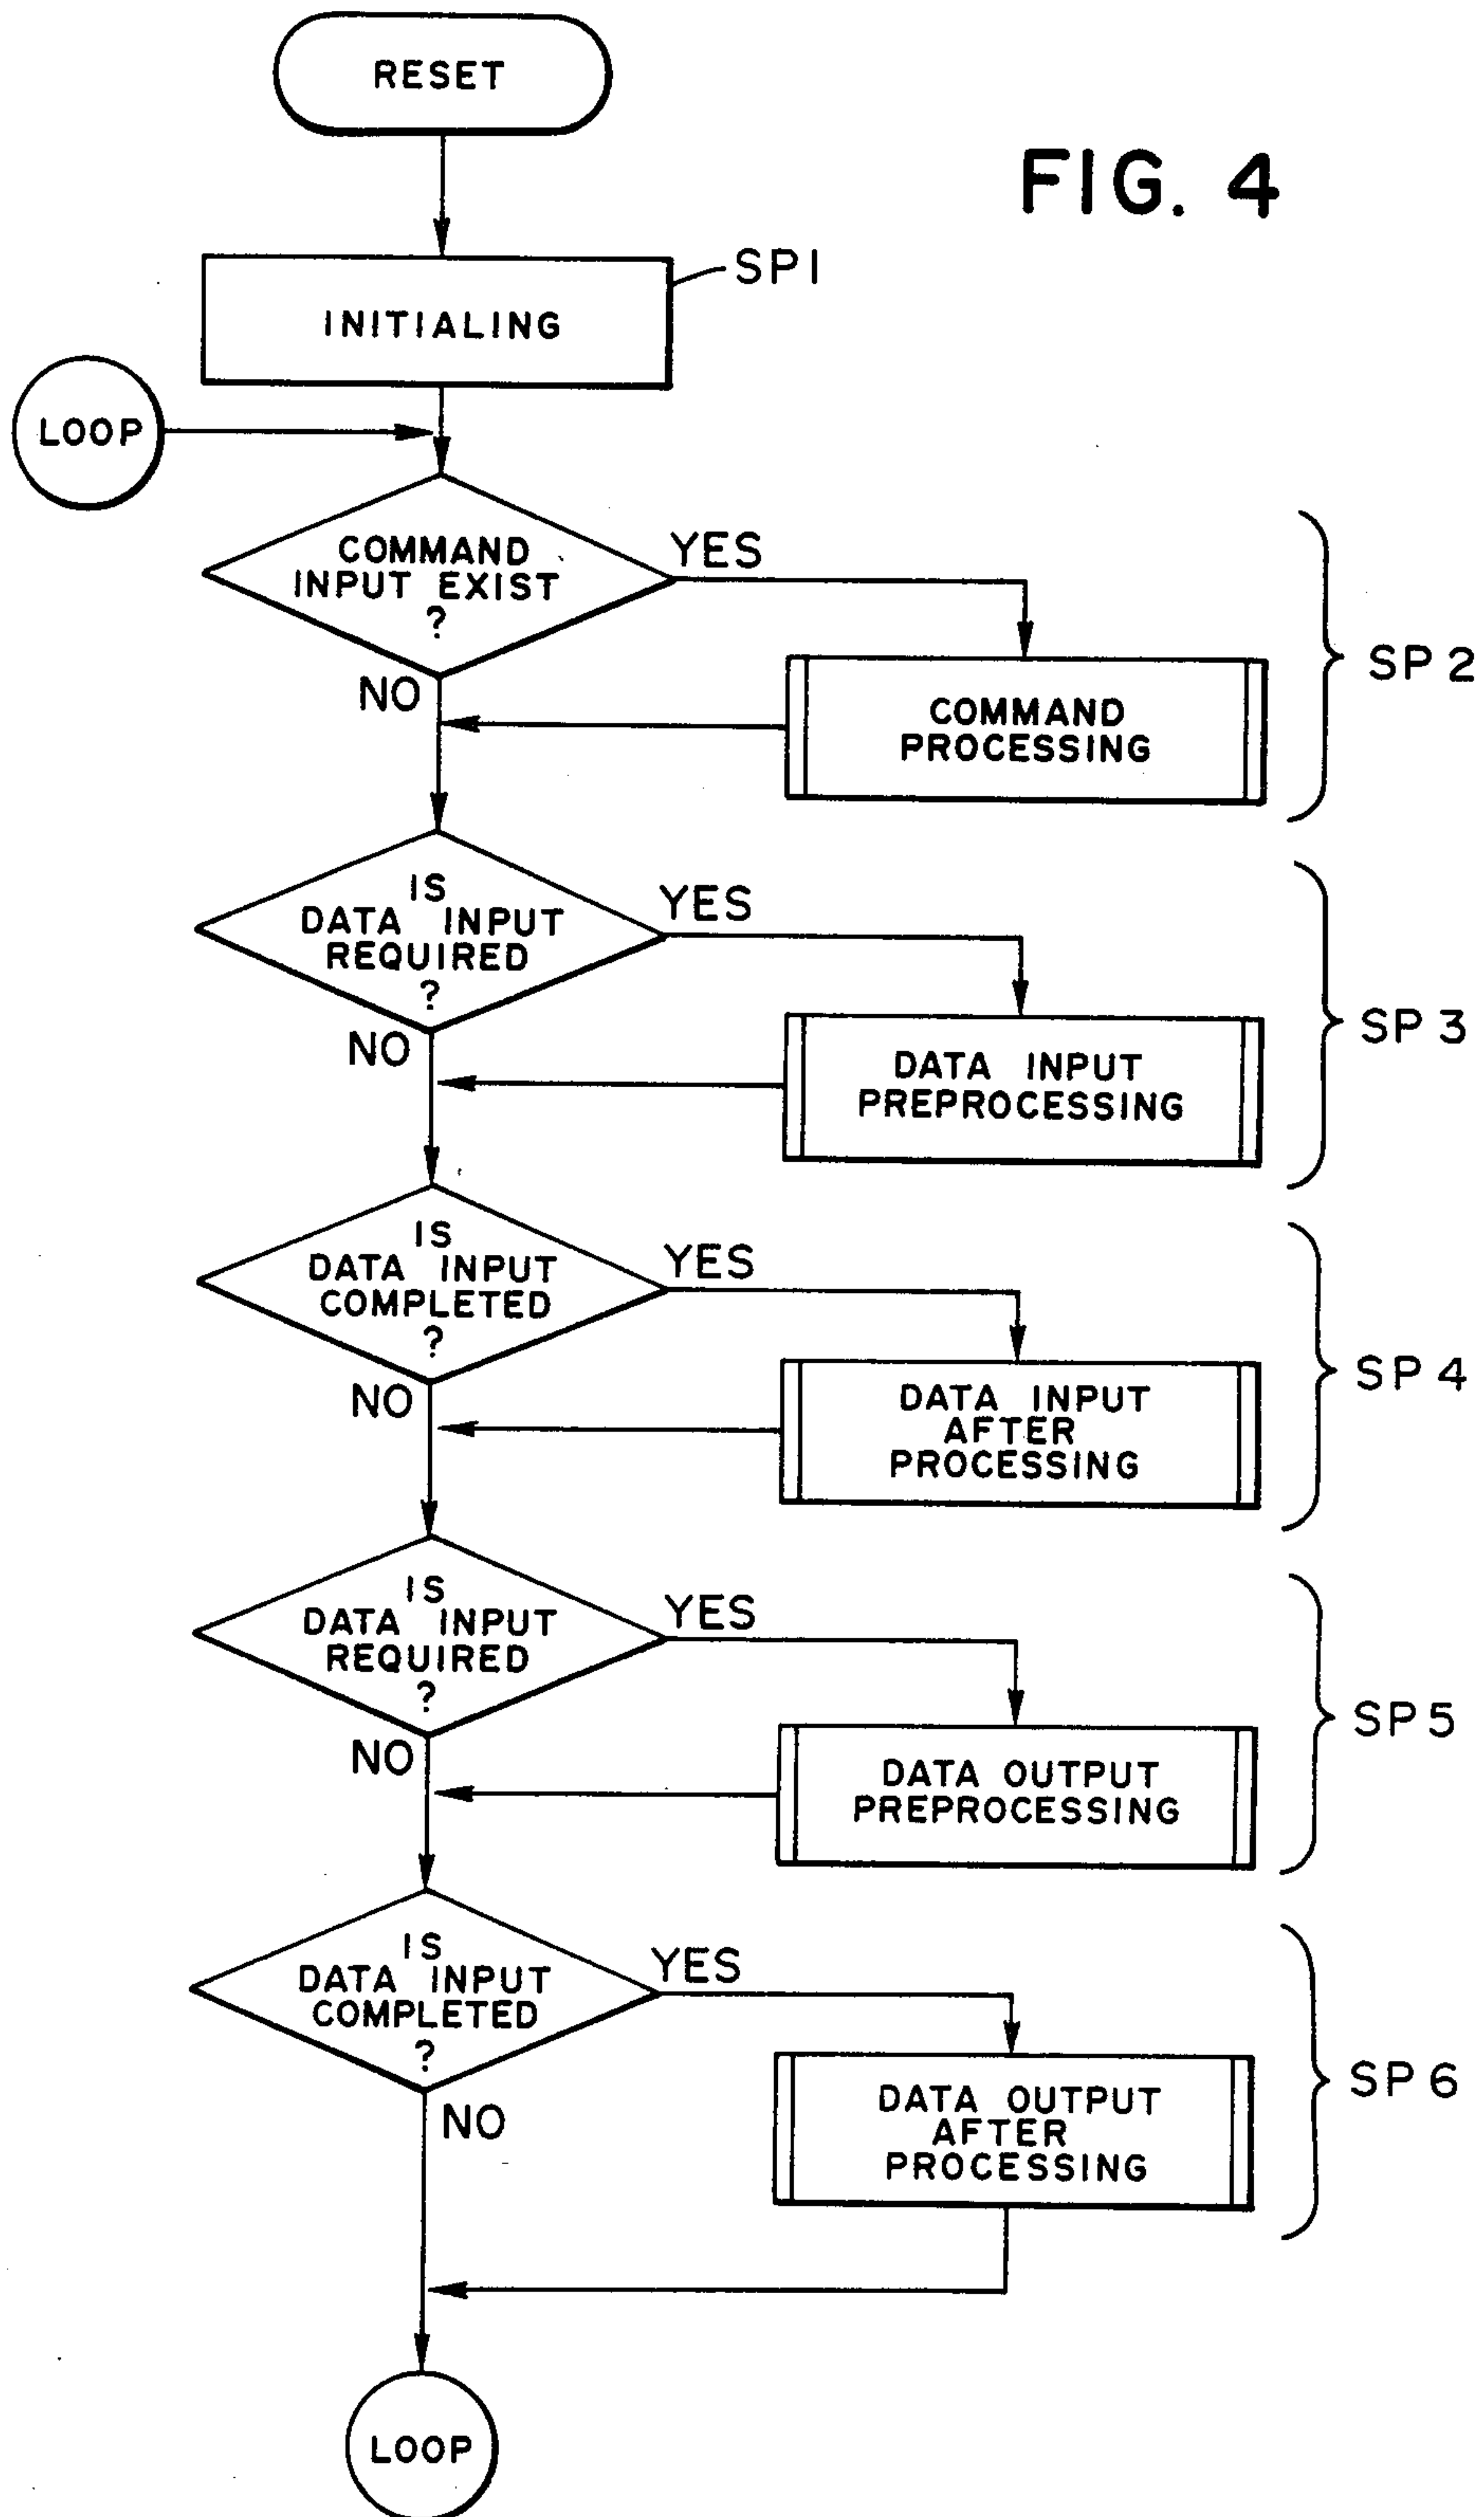 RESET
FIG. 4
SP1
INITIALING
LOOP
COMMAND
INPUT EXIST
?
YES
NO
COMMAND
PROCESSING
SP2
IS
DATA INPUT
REQUIRED
?
YES
NO
DATA INPUT
PREPROCESSING
SP3
IS
DATA INPUT
COMPLETED
?
YES
NO
DATA INPUT
AFTER
PROCESSING
SP4
IS
DATA INPUT
REQUIRED
?
YES
NO
DATA OUTPUT
PREPROCESSING
SP5
IS
DATA INPUT
COMPLETED
?
YES
NO
DATA OUTPUT
AFTER
PROCESSING
SP6
LOOP